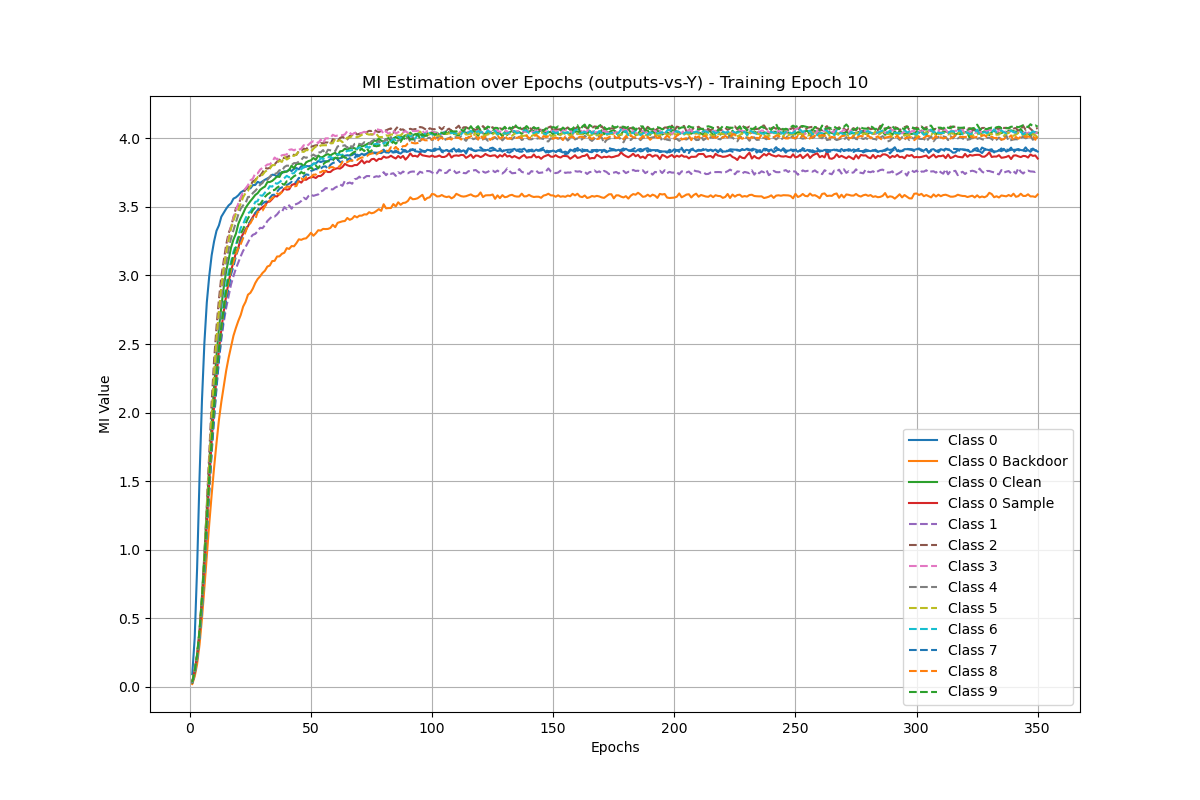 MI Estimation over Epochs (outputs-vs-Y) - Training Epoch 10
MI Value
4.0
3.5
3.0
2.5
2.0
1.5
1.0
0.5
0.0
Class 0
Class 0 Backdoor
Class 0 Clean
Class 0 Sample
Class 1
Class 2
Class 3
Class 4
Class 5
Class 6
Class 7
Class 8
Class 9
0 50 100 150 200 250 300 350
Epochs